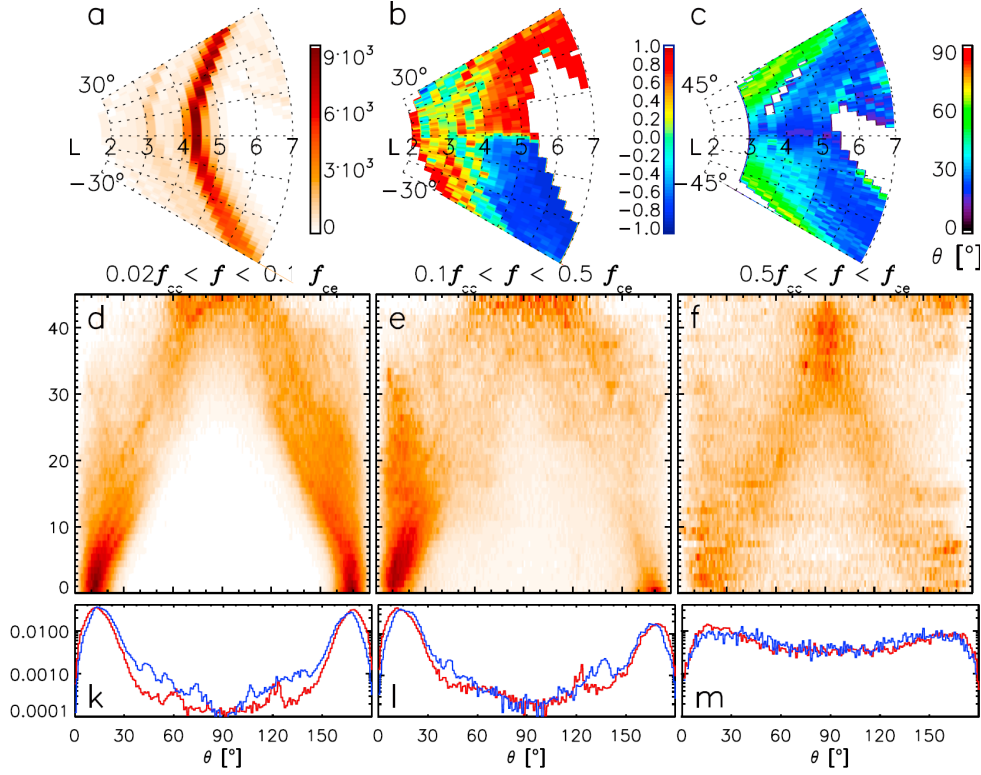 a
b
c
30°
L
2 3 4 5 6 7
−30°
9·10³
6·10³
3·10³
0
30°
L
2 3 4 5 6 7
−30°
1.0
0.8
0.6
0.4
0.2
0.0
−0.2
−0.4
−0.6
−0.8
−1.0
45°
L
2 3 4 5 6 7
−45°
90
60
30
0
θ [°]
0.02f < f < 0.1 f_ce
0.1f < f < 0.5 f_ce
0.5f < f < f_ce
d
e
f
40
30
20
10
0
0.0100
0.0010
0.0001
k
l
m
0 30 60 90 120 150
0 30 60 90 120 150
0 30 60 90 120 150
θ [°]
θ [°]
θ [°]